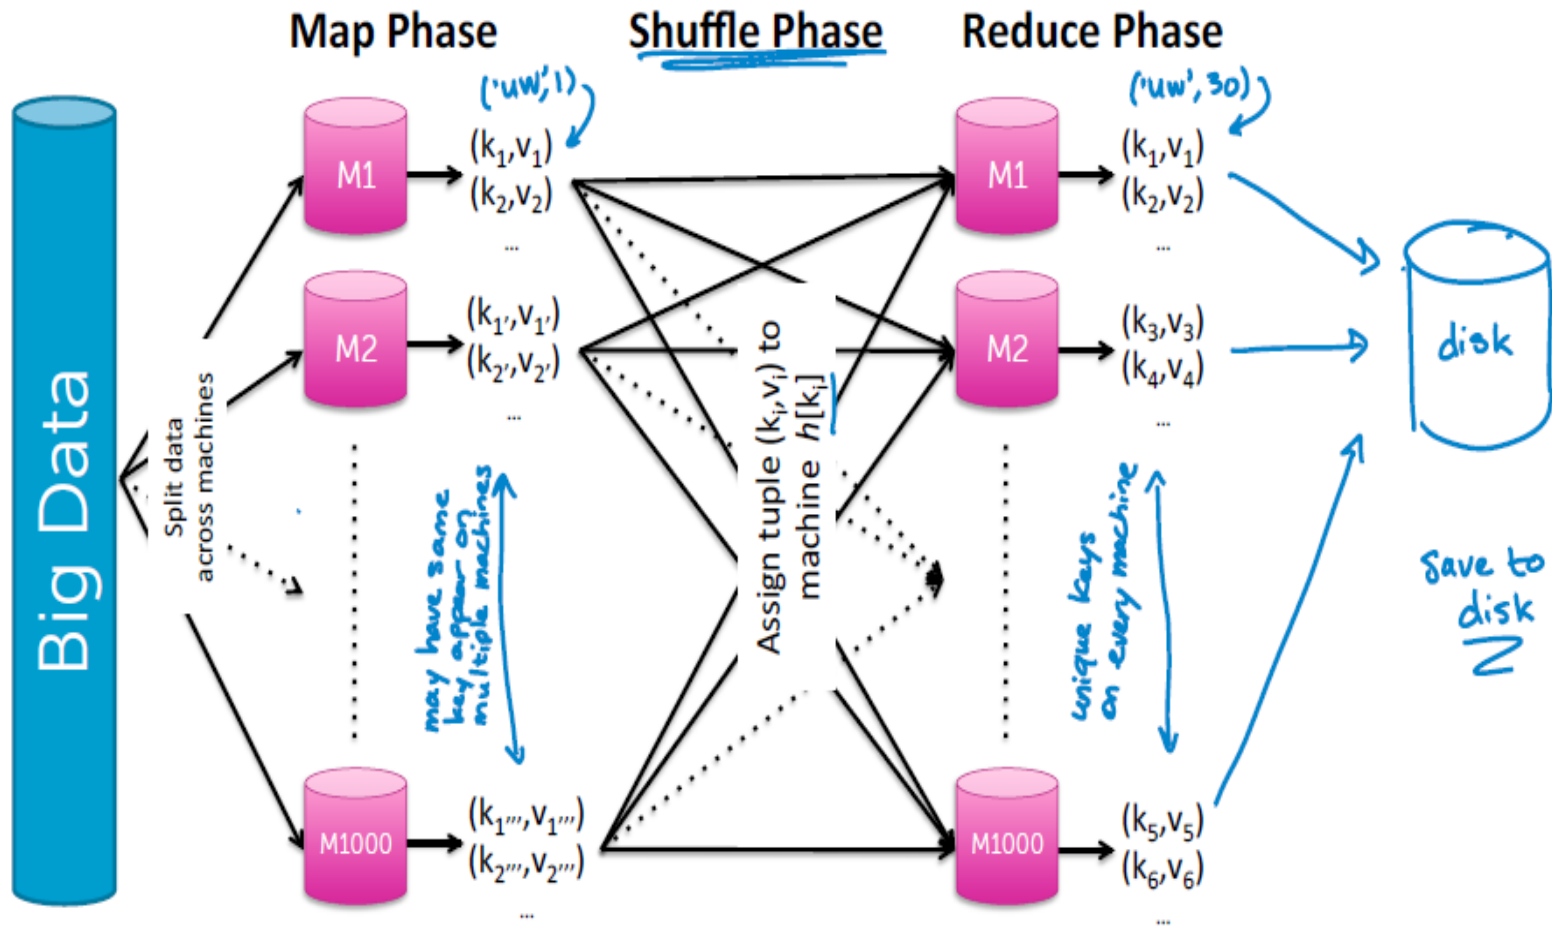 Map Phase
Shuffle Phase
Reduce Phase
('UW',1)
('UW',30)
Big Data
Split data
across machines
M1
(k1,v1)
(k2,v2)
...
M2
(k1',v1')
(k2',v2')
...
may have same
key appear on
multiple machines
M1000
(k1''',v1''')
(k2''',v2''')
...
Assign tuple (ki,vi) to
machine h[ki]
M1
(k1,v1)
(k2,v2)
...
M2
(k3,v3)
(k4,v4)
...
unique keys
on every machine
M1000
(k5,v5)
(k6,v6)
...
disk
save to
disk